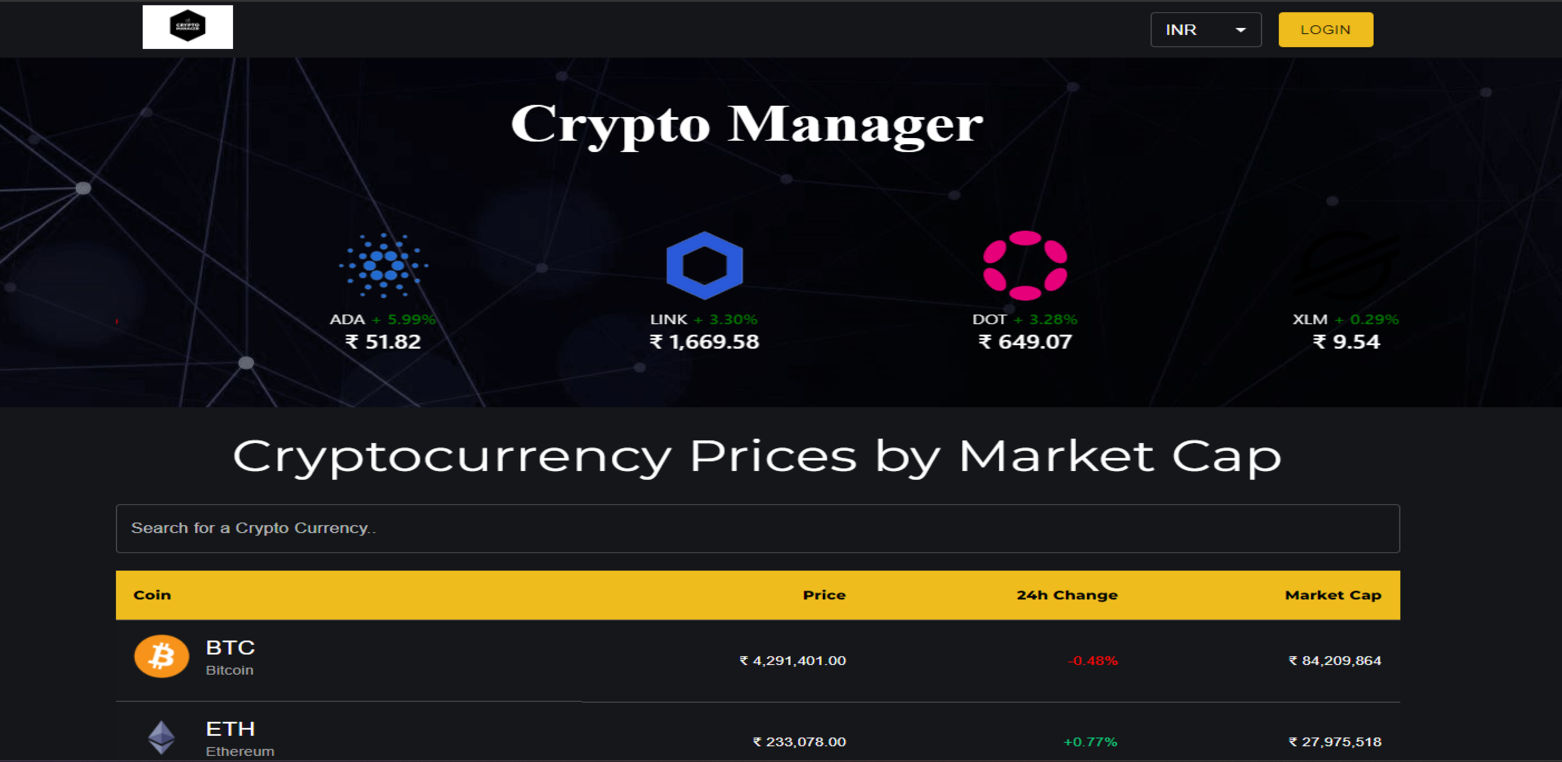 CRYPTO
MANAGER
INR
LOGIN
Crypto Manager
ADA + 5.99%
₹ 51.82
LINK + 3.30%
₹ 1,669.58
DOT + 3.28%
₹ 649.07
XLM + 0.29%
₹ 9.54
Cryptocurrency Prices by Market Cap
Search for a Crypto Currency..
Coin Price 24h Change Market Cap
BTC
Bitcoin
₹ 4,291,401.00 -0.48% ₹ 84,209,864
ETH
Ethereum
₹ 233,078.00 +0.77% ₹ 27,975,518